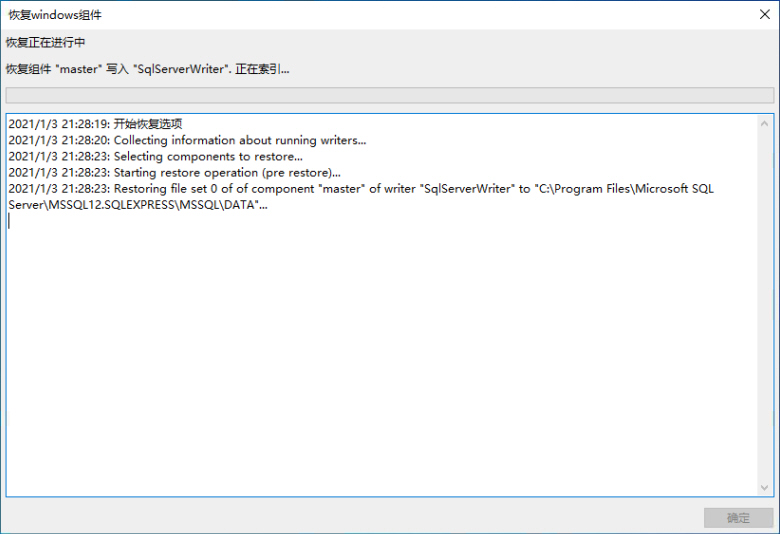 恢复windows组件
恢复正在进行中
恢复组件 "master" 写入 "SqlServerWriter". 正在索引...
2021/1/3 21:28:19: 开始恢复选项
2021/1/3 21:28:20: Collecting information about running writers...
2021/1/3 21:28:23: Selecting components to restore...
2021/1/3 21:28:23: Starting restore operation (pre restore)...
2021/1/3 21:28:23: Restoring file set 0 of of component "master" of writer "SqlServerWriter" to "C:\Program Files\Microsoft SQL
Server\MSSQL12.SQLEXPRESS\MSSQL\DATA"...
确定